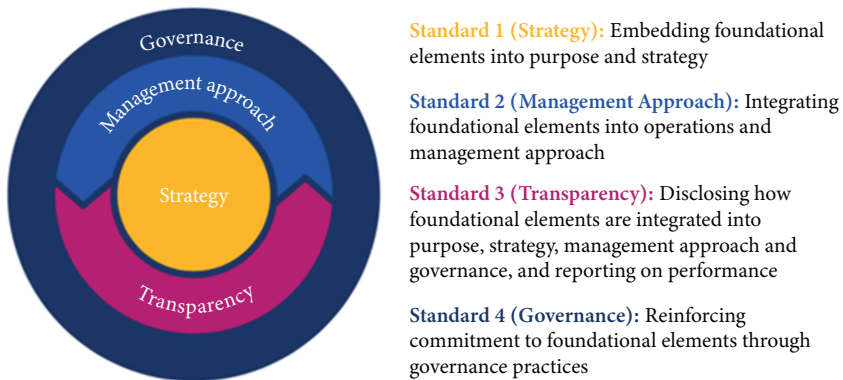 Governance
Management approach
Strategy
Transparency
Standard 1 (Strategy): Embedding foundational
elements into purpose and strategy
Standard 2 (Management Approach): Integrating
foundational elements into operations and
management approach
Standard 3 (Transparency): Disclosing how
foundational elements are integrated into
purpose, strategy, management approach and
governance, and reporting on performance
Standard 4 (Governance): Reinforcing
commitment to foundational elements through
governance practices